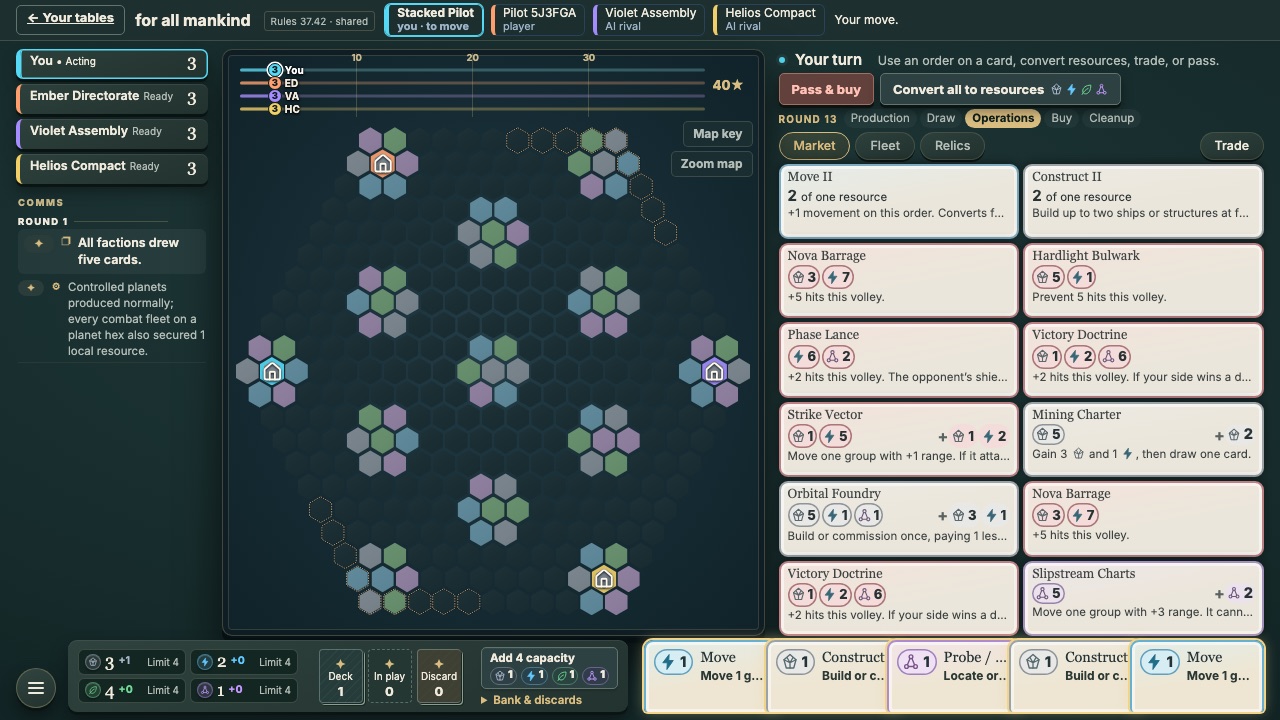 ← Your tables
for all mankind
Rules 37.42 · shared
Stacked Pilot
you · to move
Pilot 5J3FGA
player
Violet Assembly
AI rival
Helios Compact
AI rival
Your move.
You • Acting 3
Ember Directorate Ready 3
Violet Assembly Ready 3
Helios Compact Ready 3
COMMS
ROUND 1
All factions drew
five cards.
Controlled planets
produced normally;
every combat fleet on a
planet hex also secured 1
local resource.
10 20 30
3 You
3 ED
3 VA
3 HC
40★
Map key
Zoom map
Your turn Use an order on a card, convert resources, trade, or pass.
Pass & buy
Convert all to resources
ROUND 13 Production Draw Operations Buy Cleanup
Market Fleet Relics Trade
Move II
2 of one resource
+1 movement on this order. Converts f...
Construct II
2 of one resource
Build up to two ships or structures at f...
Nova Barrage
3 7
+5 hits this volley.
Hardlight Bulwark
5 1
Prevent 5 hits this volley.
Phase Lance
6 2
+2 hits this volley. The opponent's shie...
Victory Doctrine
1 2 6
+2 hits this volley. If your side wins a d...
Strike Vector
1 5 + 1 2
Move one group with +1 range. If it atta...
Mining Charter
5 + 2
Gain 3 and 1 , then draw one card.
Orbital Foundry
5 1 1 + 3 1
Build or commission once, paying 1 les...
Nova Barrage
3 7
+5 hits this volley.
Victory Doctrine
1 2 6
+2 hits this volley. If your side wins a d...
Slipstream Charts
5 + 2
Move one group with +3 range. It cann...
3 +1 Limit 4
2 +0 Limit 4
4 +0 Limit 4
1 +0 Limit 4
Deck
1
In play
0
Discard
0
Add 4 capacity
1 1 1 1
▶ Bank & discards
1 Move
Move 1 g...
1 Construct
Build or c...
1 Probe / ...
Locate or...
1 Construct
Build or c...
1 Move
Move 1 g...